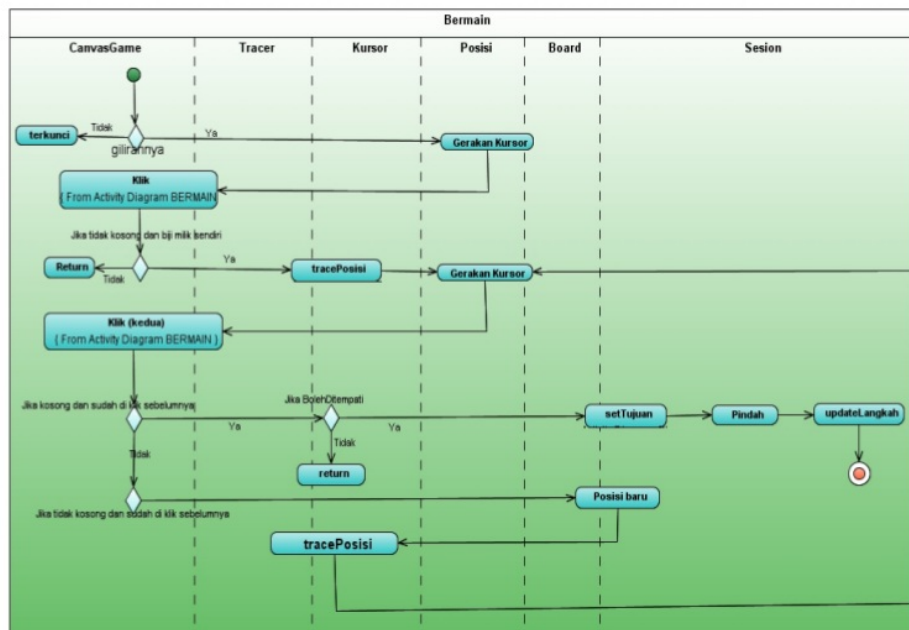 Bermain
CanvasGame Tracer Kursor Posisi Board Sesion
terkunci
Tidak
gilirannya
Ya
Gerakan Kursor
Klik
( From Activity Diagram BERMAIN
Jika tidak kosong dan biji milik sendiri
Return
Tidak
Ya
tracePosisi
Gerakan Kursor
Klik (kedua)
( From Activity Diagram BERMAIN )
Jika kosong dan sudah di klik sebelumnya
Ya
Jika BolehDitempati
Ya
setTujuan
Pindah
updateLangkah
Tidak
return
Tidak
Jika tidak kosong dan sudah di klik sebelumnya
Posisi baru
tracePosisi